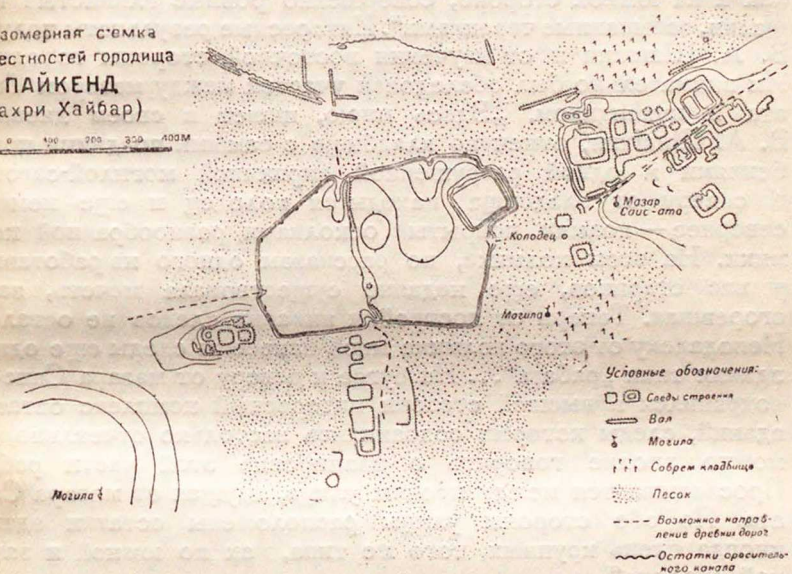 зомерная съемка
естностей городища
ПАЙКЕНД
ахри Хайбар)
0 100 200 300 400М
Мазар
Саис-ата
Колодец
Могила
Могила
Условные обозначения:
Следы строения
Вал
Могила
Соврем кладбище
Песок
Возможное направ-
ление древних дорог
Остатки ороситель-
ного канала